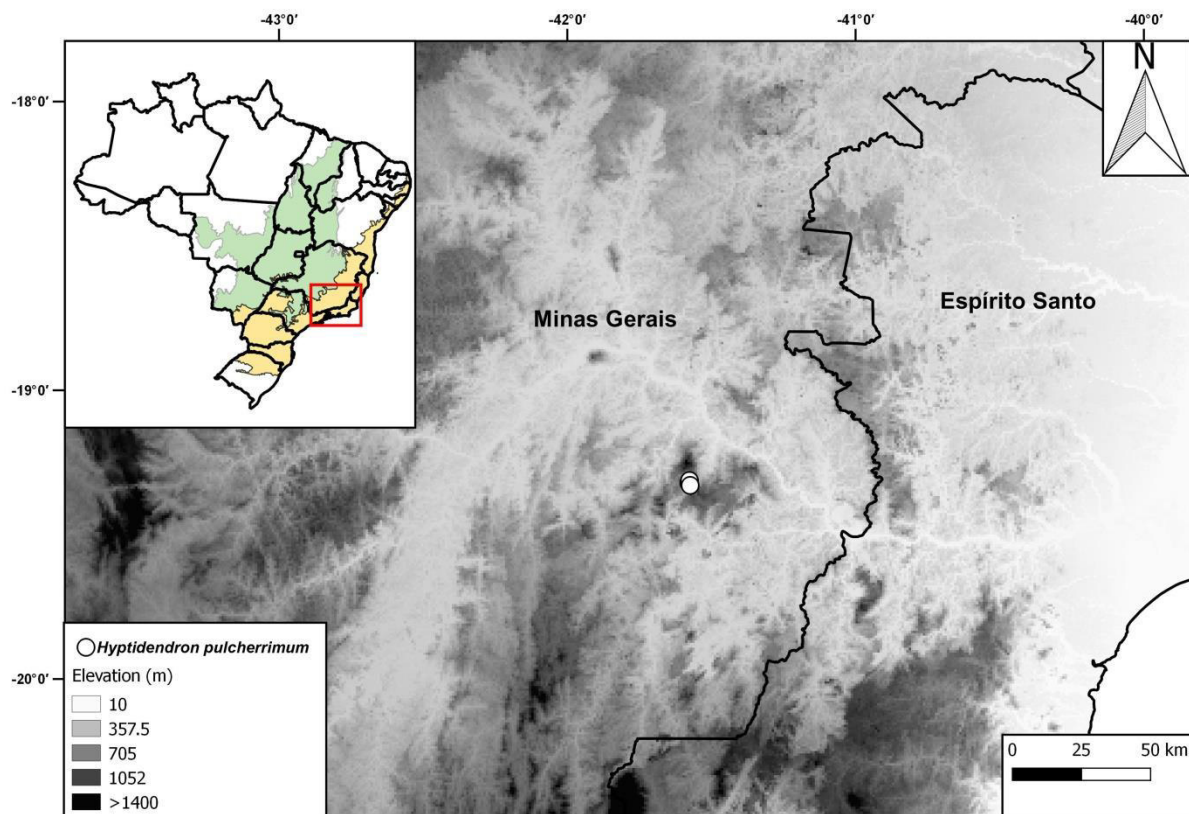 -43°0′ -42°0′ -41°0′ -40°0′
-18°0′
N
Minas Gerais
Espírito Santo
-19°0′
-20°0′
Hyptidendron pulcherrimum
Elevation (m)
10
357.5
705
1052
>1400
0 25 50 km